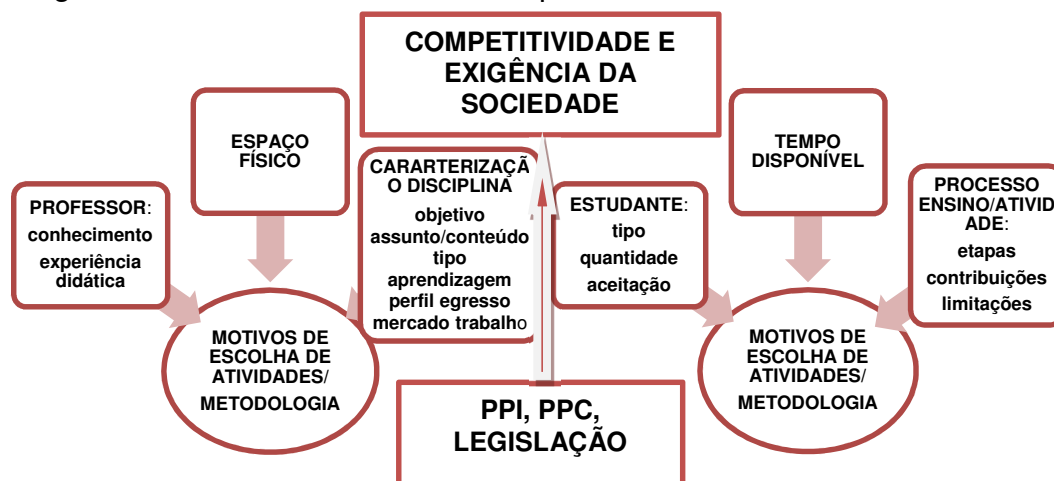 COMPETITIVIDADE E
EXIGÊNCIA DA
SOCIEDADE
ESPAÇO
FÍSICO
TEMPO
DISPONÍVEL
PROFESSOR:
conhecimento
experiência
didática
CARARTERIZAÇÃ
O DISCIPLINA
objetivo
assunto/conteúdo
tipo
aprendizagem
perfil egresso
mercado trabalho
ESTUDANTE:
tipo
quantidade
aceitação
PROCESSO
ENSINO/ATIVID
ADE:
etapas
contribuições
limitações
MOTIVOS DE
ESCOLHA DE
ATIVIDADES/
METODOLOGIA
MOTIVOS DE
ESCOLHA DE
ATIVIDADES/
METODOLOGIA
PPI, PPC,
LEGISLAÇÃO